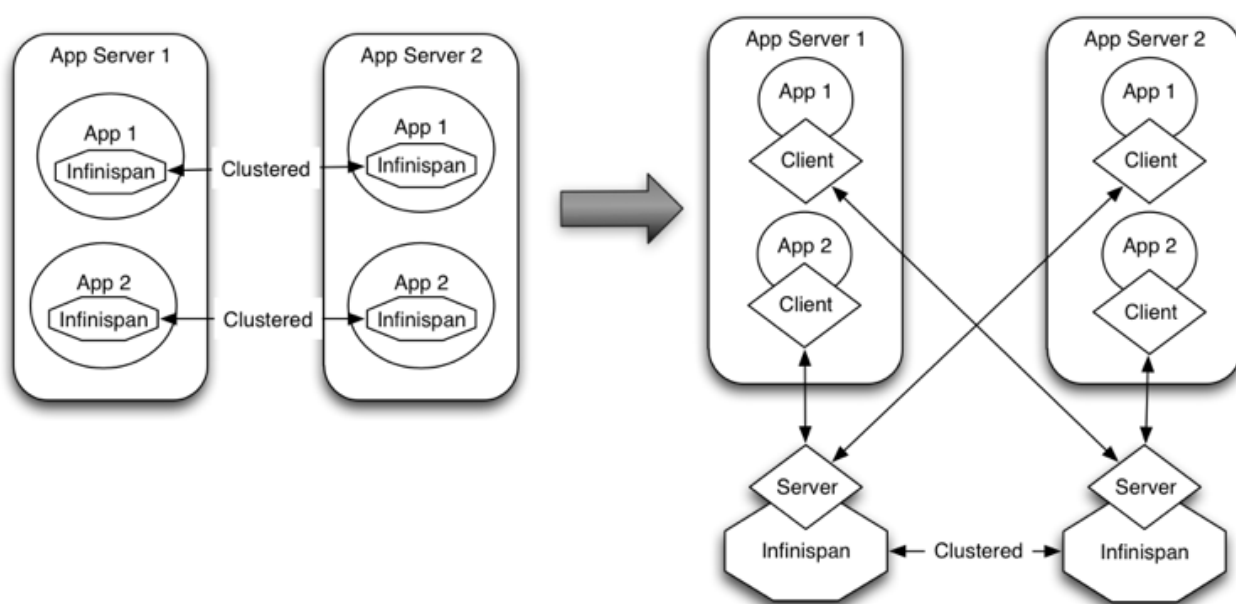 App Server 1
App 1
Infinispan
App 2
Infinispan
Clustered
Clustered
App Server 2
App 1
Infinispan
App 2
Infinispan
App Server 1
App 1
Client
App 2
Client
App Server 2
App 1
Client
App 2
Client
Server
Infinispan
Clustered
Server
Infinispan